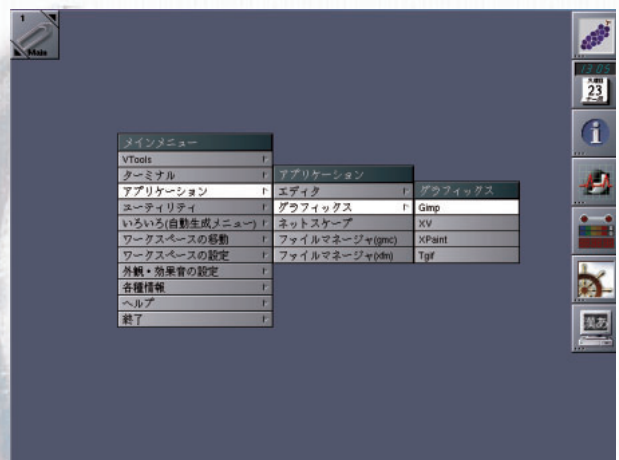 1
Main
13:05
23
メインメニュー
VTools
ターミナル
アプリケーション
ユーティリティ
いろいろ(自動生成メニュー)
ワークスペースの移動
ワークスペースの設定
外観・効果音の設定
各種情報
ヘルプ
終了
アプリケーション
エディタ
グラフィックス
ネットスケープ
ファイルマネージャ(gmc)
ファイルマネージャ(xfm)
グラフィックス
Gimp
XV
XPaint
Tgif
漢あ